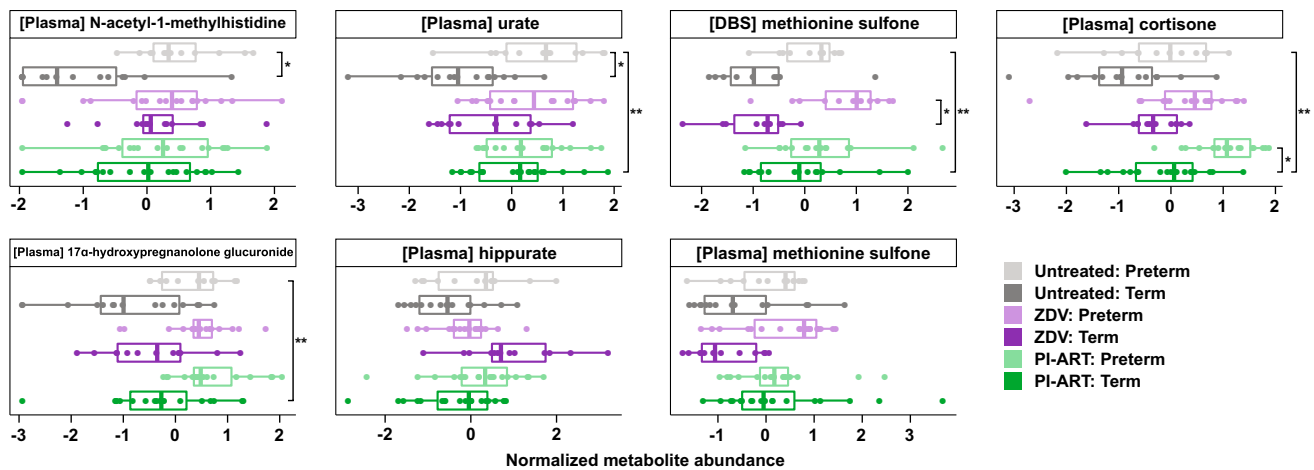 [Plasma] N-acetyl-1-methylhistidine
[Plasma] urate
[DBS] methionine sulfone
[Plasma] cortisone
*
*
**
*
**
*
**
-2 -1 0 1 2
-3 -2 -1 0 1 2
-2 -1 0 1 2
-3 -2 -1 0 1 2
[Plasma] 17α-hydroxypregnanolone glucuronide
[Plasma] hippurate
[Plasma] methionine sulfone
**
-3 -2 -1 0 1 2
-2 0 2
-1 0 1 2 3
Normalized metabolite abundance
Untreated: Preterm
Untreated: Term
ZDV: Preterm
ZDV: Term
PI-ART: Preterm
PI-ART: Term